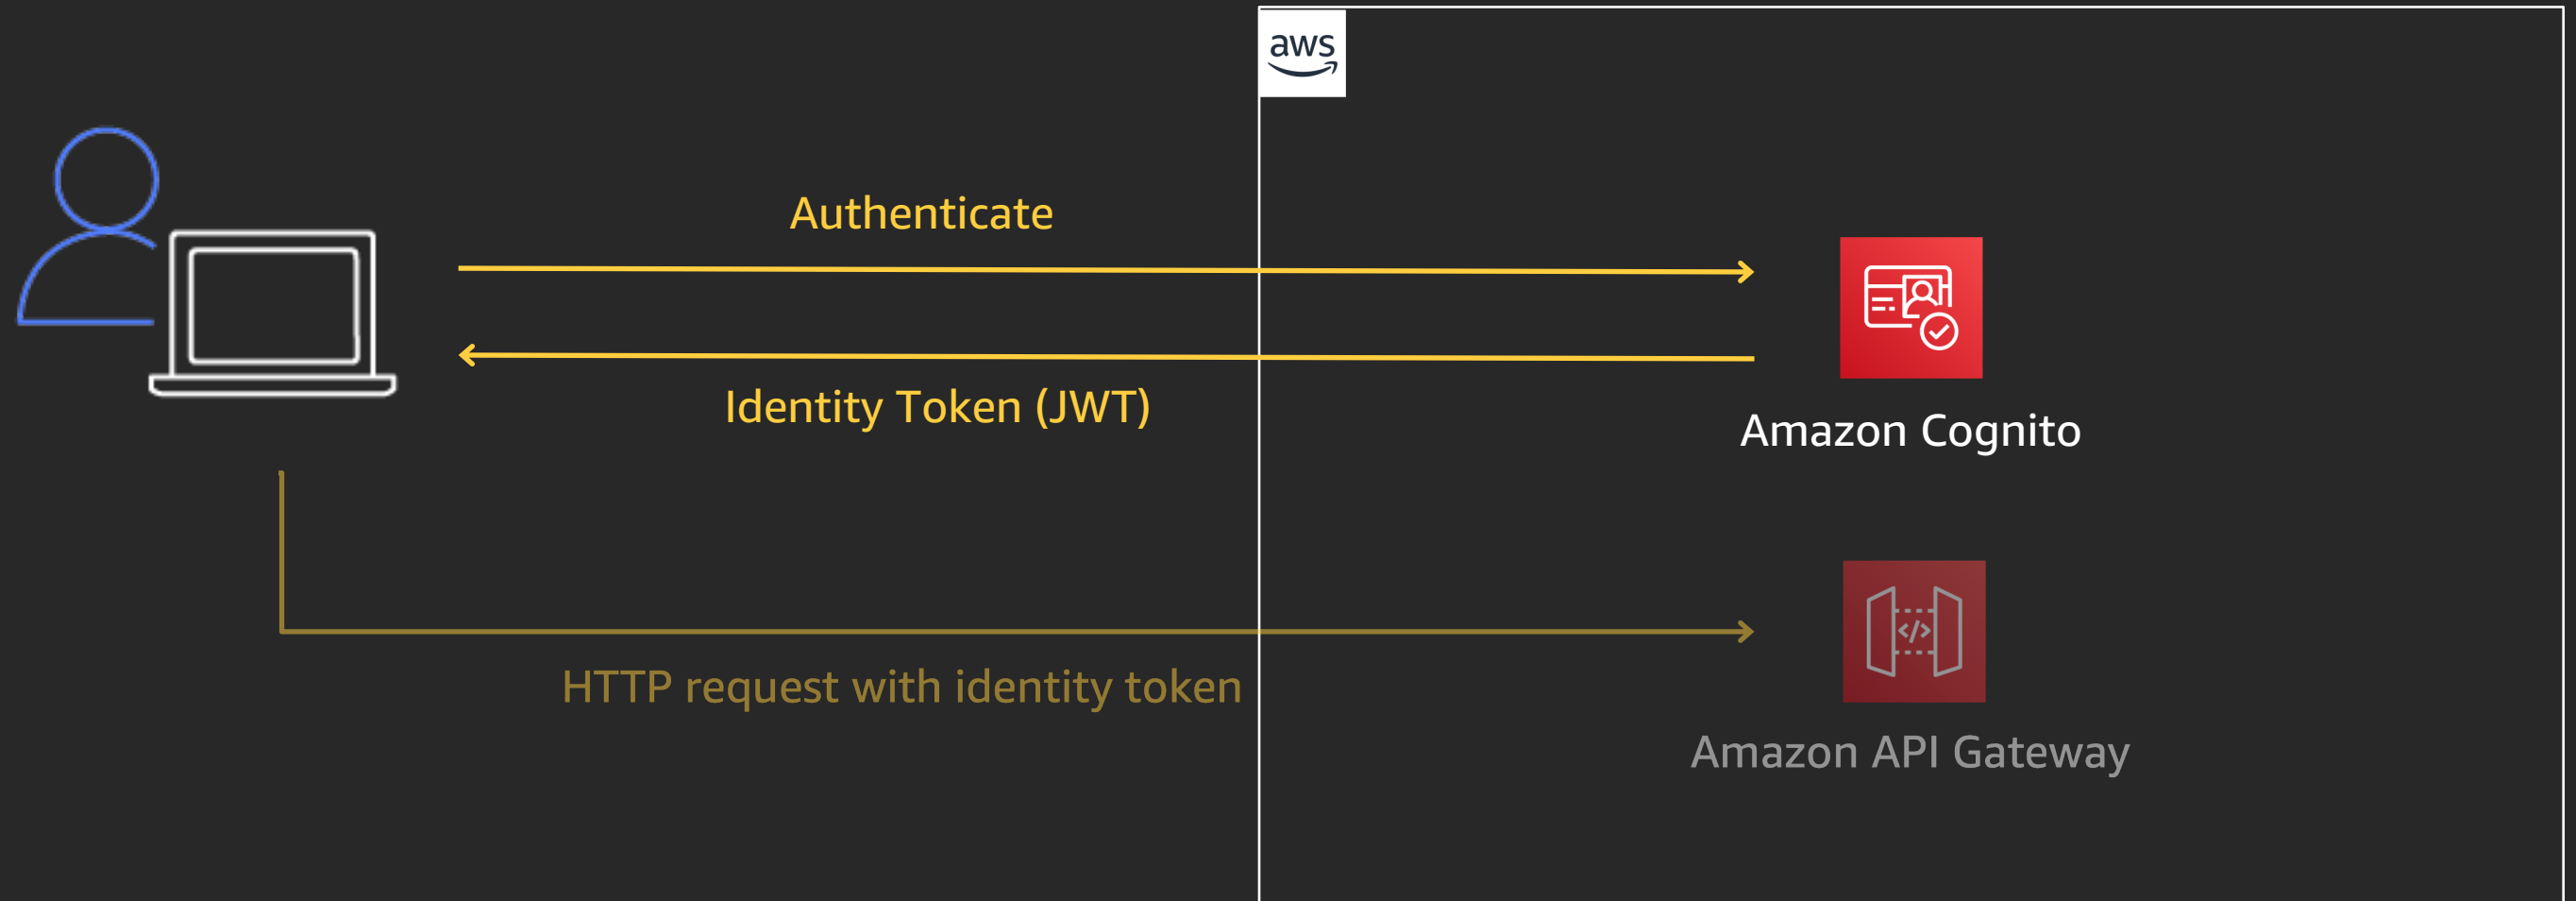 aws
Authenticate
Identity Token (JWT)
Amazon Cognito
</>
HTTP request with identity token
Amazon API Gateway